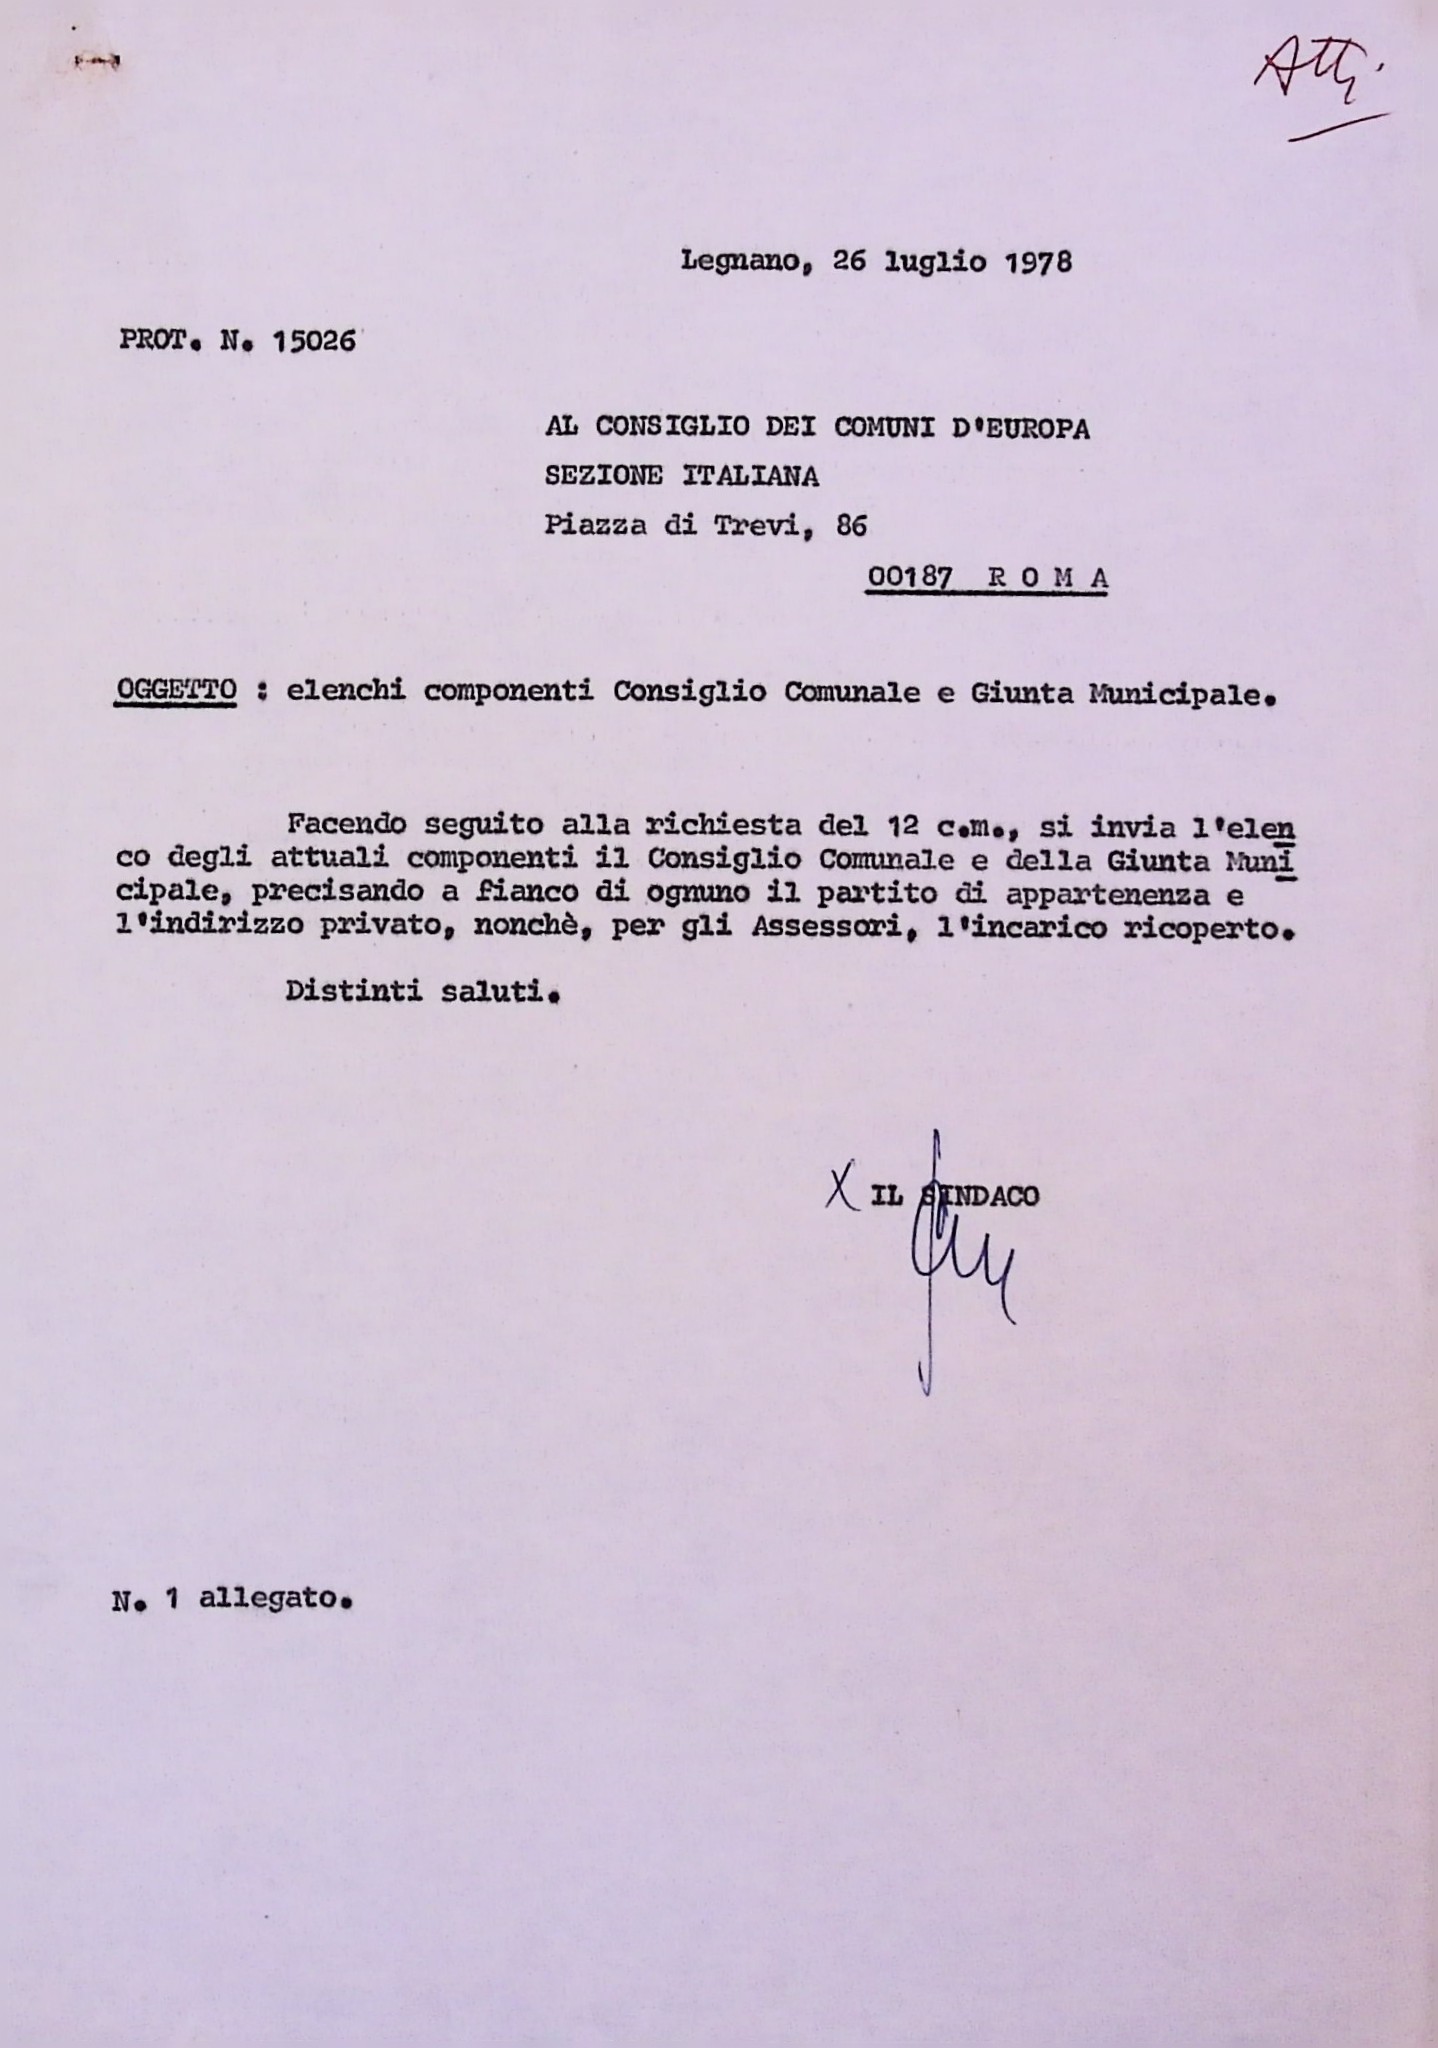 Atti
Legnano, 26 luglio 1978
PROT. N. 15026
AL CONSIGLIO DEI COMUNI D'EUROPA
SEZIONE ITALIANA
Piazza di Trevi, 86
00187 R O M A
OGGETTO : elenchi componenti Consiglio Comunale e Giunta Municipale.
Facendo seguito alla richiesta del 12 c.m., si invia l'elen
co degli attuali componenti il Consiglio Comunale e della Giunta Muni
cipale, precisando a fianco di ognuno il partito di appartenenza e
l'indirizzo privato, nonchè, per gli Assessori, l'incarico ricoperto.
Distinti saluti.
X IL SINDACO
N. 1 allegato.